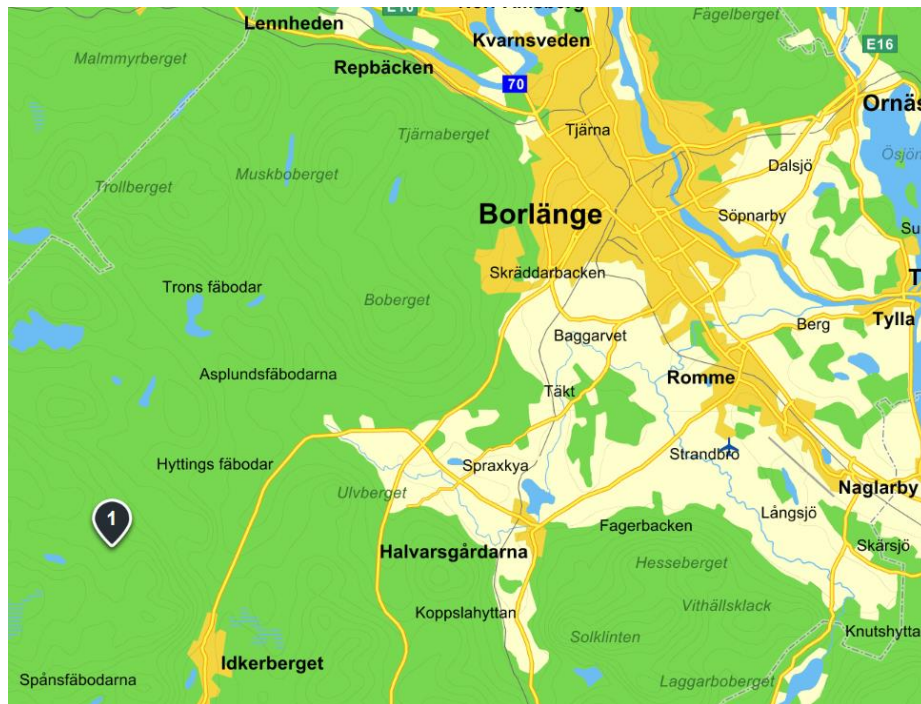 Fågelberget
Lennheden
Kvarnsveden
E16
Malmmyrberget
Repbäcken
70
Ornäs
Tjärna
Tjärnaberget
Dalsjö
Muskboberget
Trollberget
Borlänge
Söpnarby
Skräddarbacken
Trons fäbodar
Boberget
Tylla
Berg
Baggarvet
Asplundsfäbodarna
Romme
Täkt
Strandbro
Hyttings fäbodar
Spraxkya
Ulvberget
Naglarby
Långsjö
1
Fagerbacken
Skärsjö
Halvarsgårdarna
Hesseberget
Vithällsklack
Koppslahyttan
Knutshytta
Solklinten
Idkerberget
Spånsfäbodarna
Laggarboberget